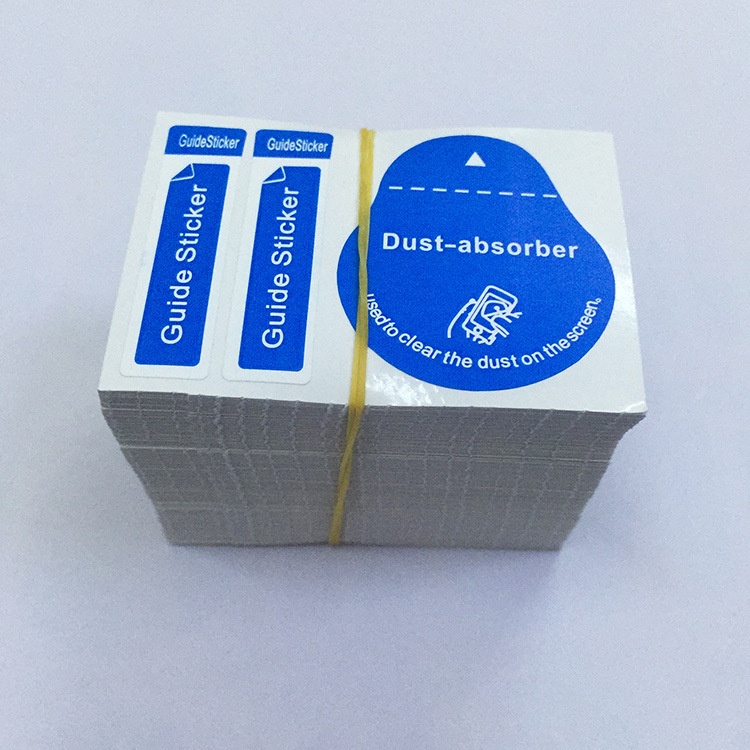 GuideSticker
Guide Sticker
GuideSticker
Guide Sticker
Dust-absorber
used to clear the dust on the screen.